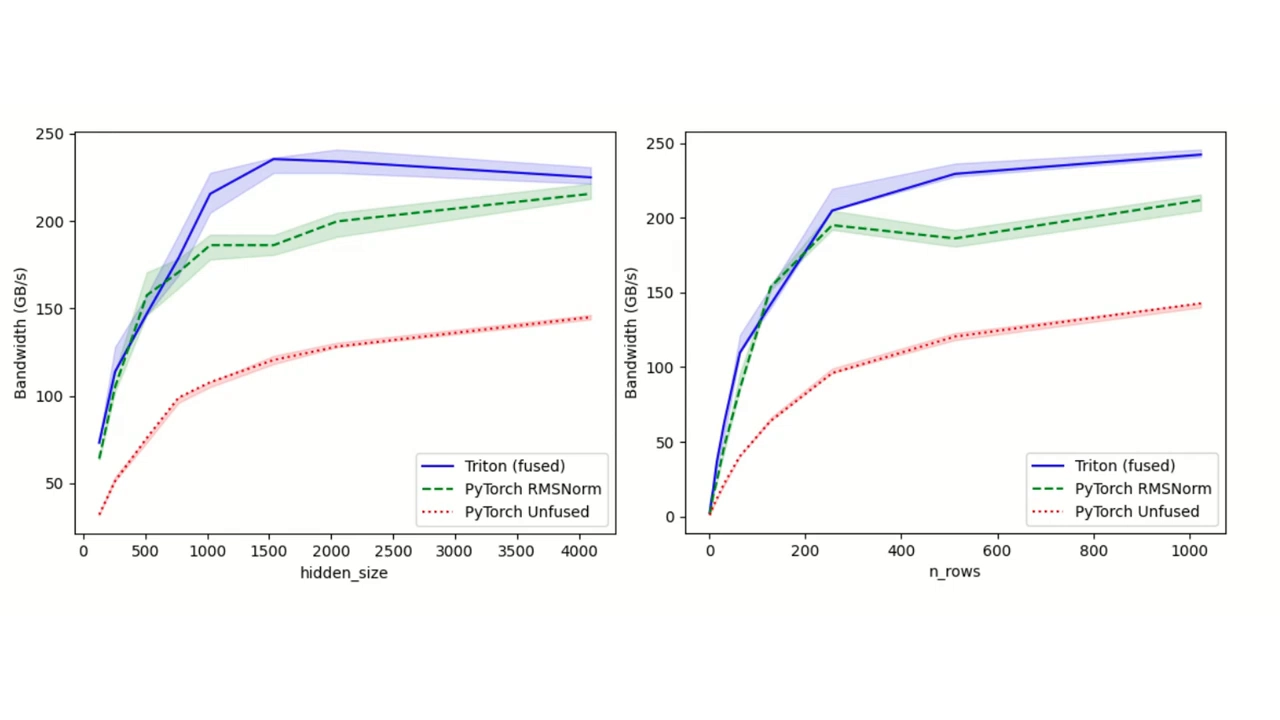 250
200
150
100
50
Bandwidth (GB/s)
0 500 1000 1500 2000 2500 3000 3500 4000
hidden_size
Triton (fused)
PyTorch RMSNorm
PyTorch Unfused
250
200
150
100
50
0
Bandwidth (GB/s)
0 200 400 600 800 1000
n_rows
Triton (fused)
PyTorch RMSNorm
PyTorch Unfused